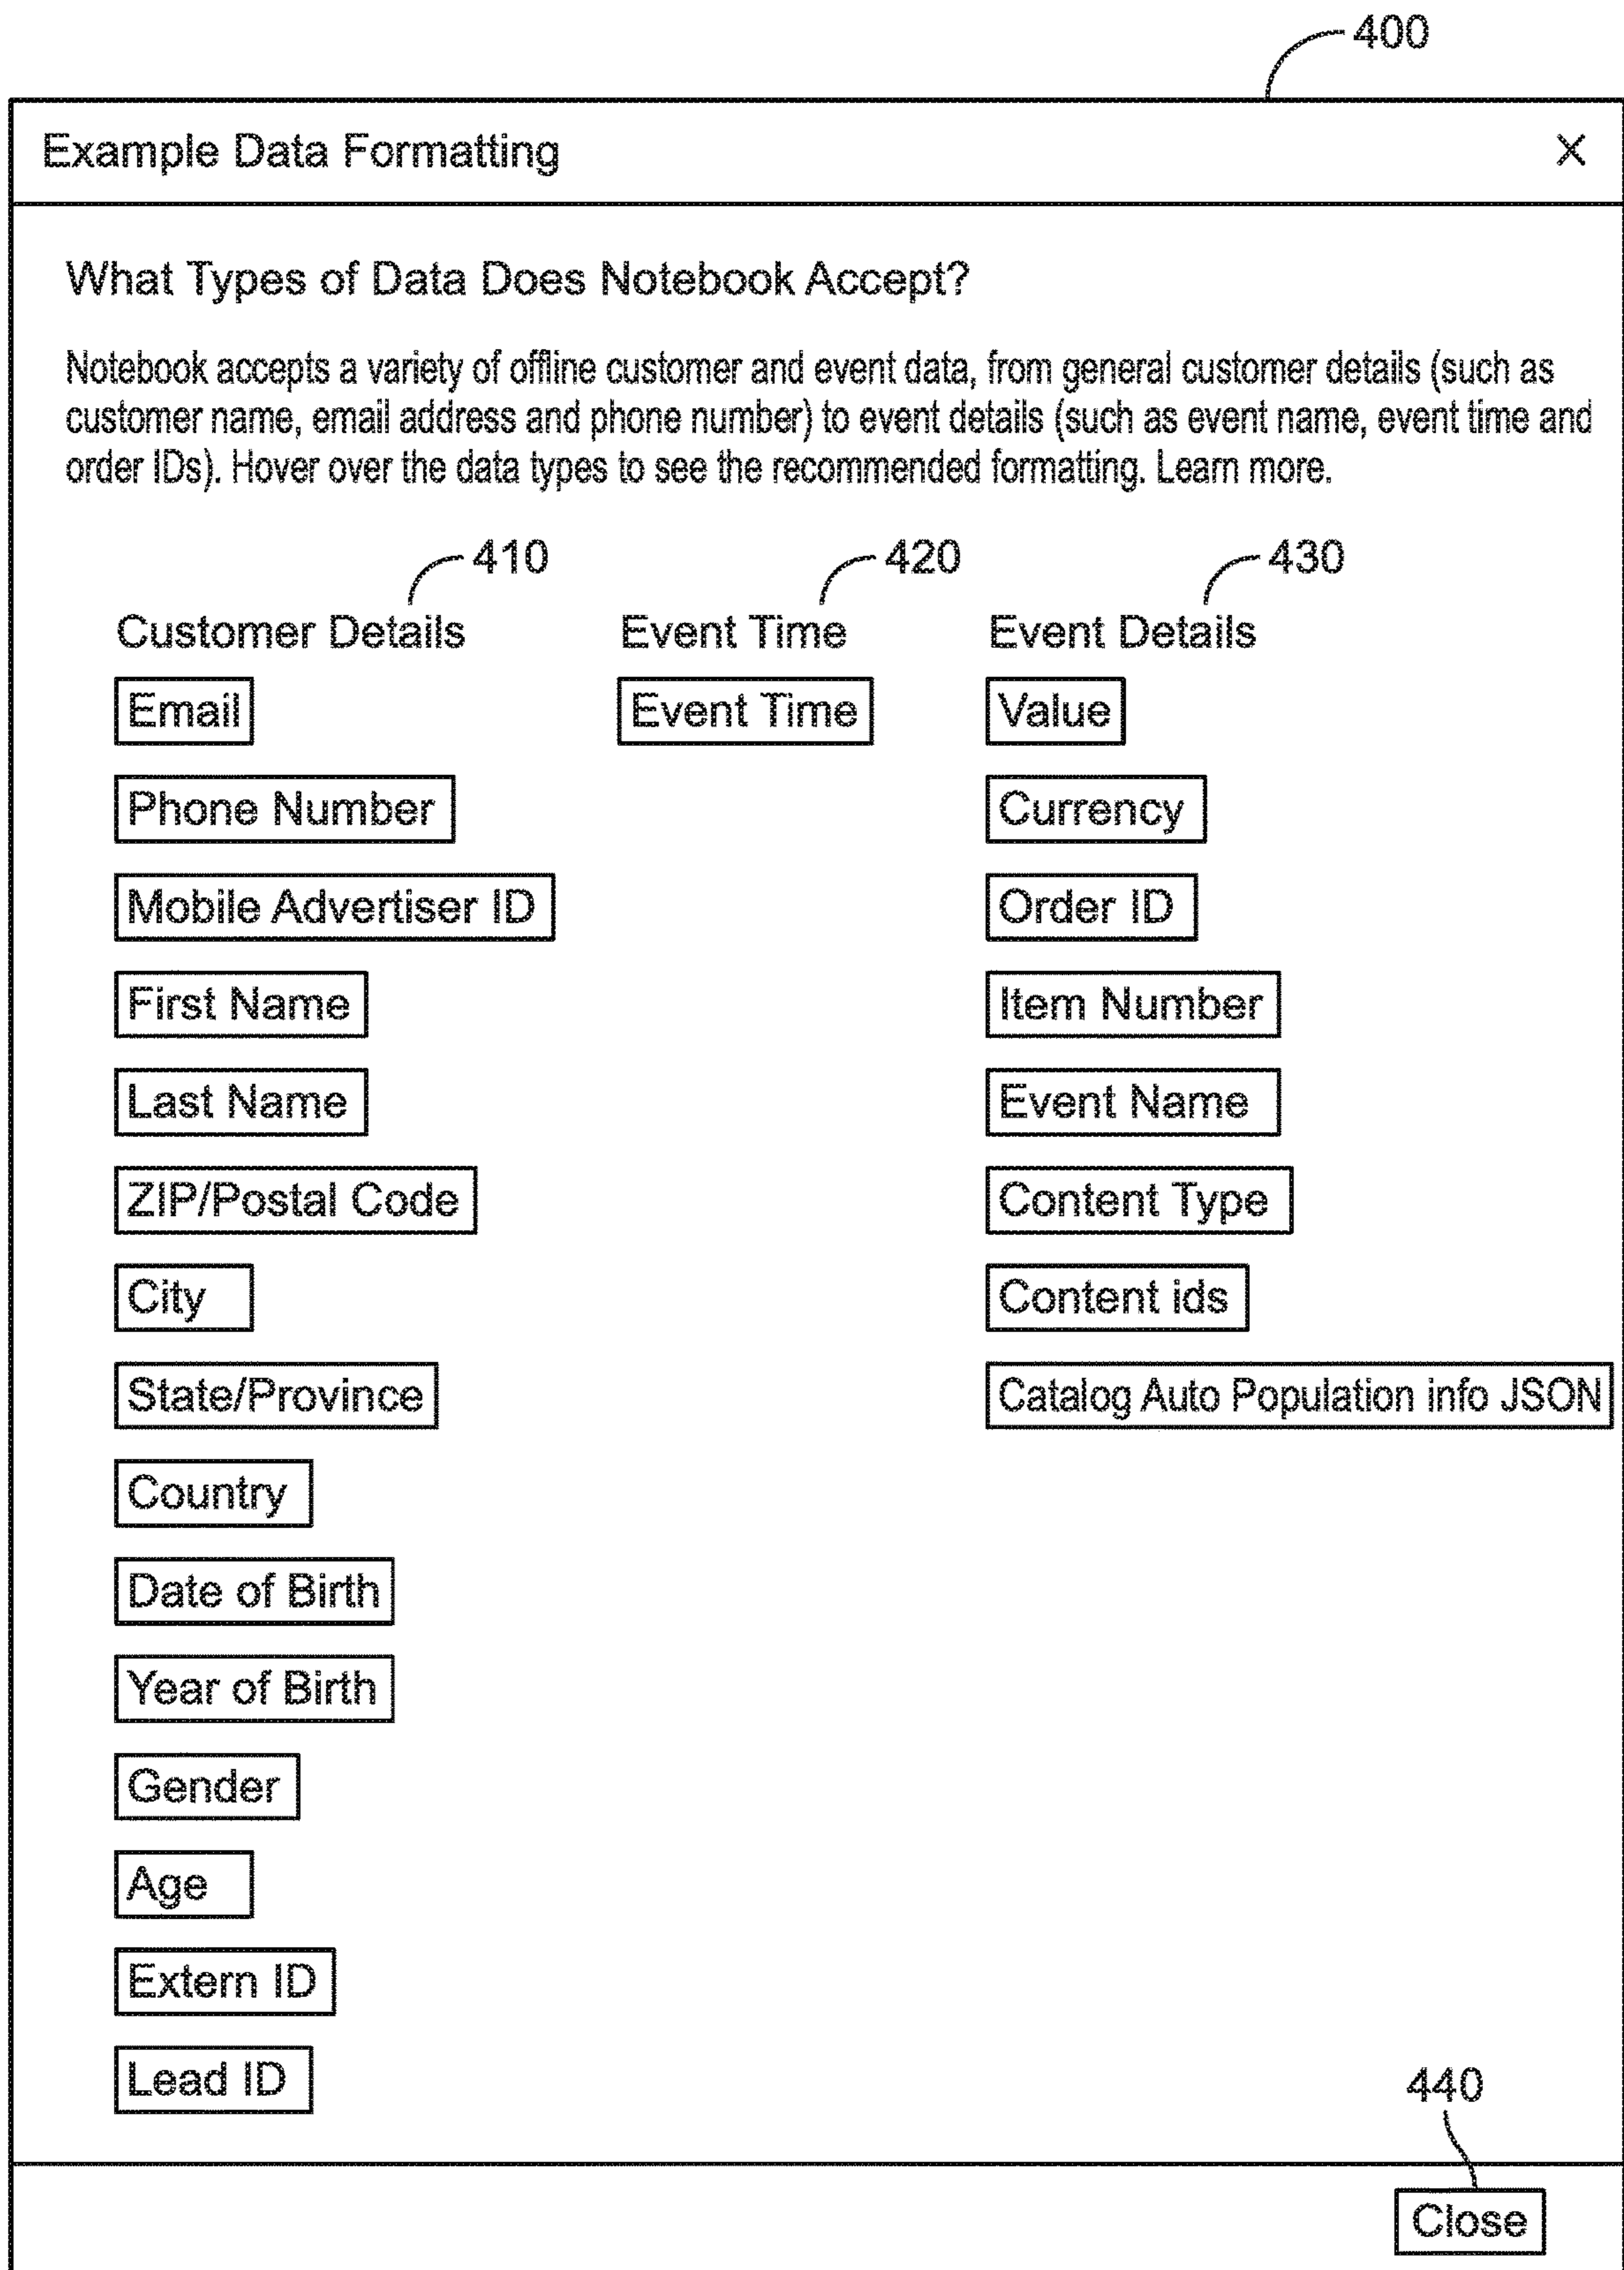 400
Example Data Formatting X
What Types of Data Does Notebook Accept?
Notebook accepts a variety of offline customer and event data, from general customer details (such as
customer name, email address and phone number) to event details (such as event name, event time and
order IDs). Hover over the data types to see the recommended formatting. Learn more.
410 420 430
Customer Details Event Time Event Details
Email Event Time Value
Phone Number Currency
Mobile Advertiser ID Order ID
First Name Item Number
Last Name Event Name
ZIP/Postal Code Content Type
City Content ids
State/Province Catalog Auto Population info JSON
Country
Date of Birth
Year of Birth
Gender
Age
Extern ID
Lead ID
440
Close